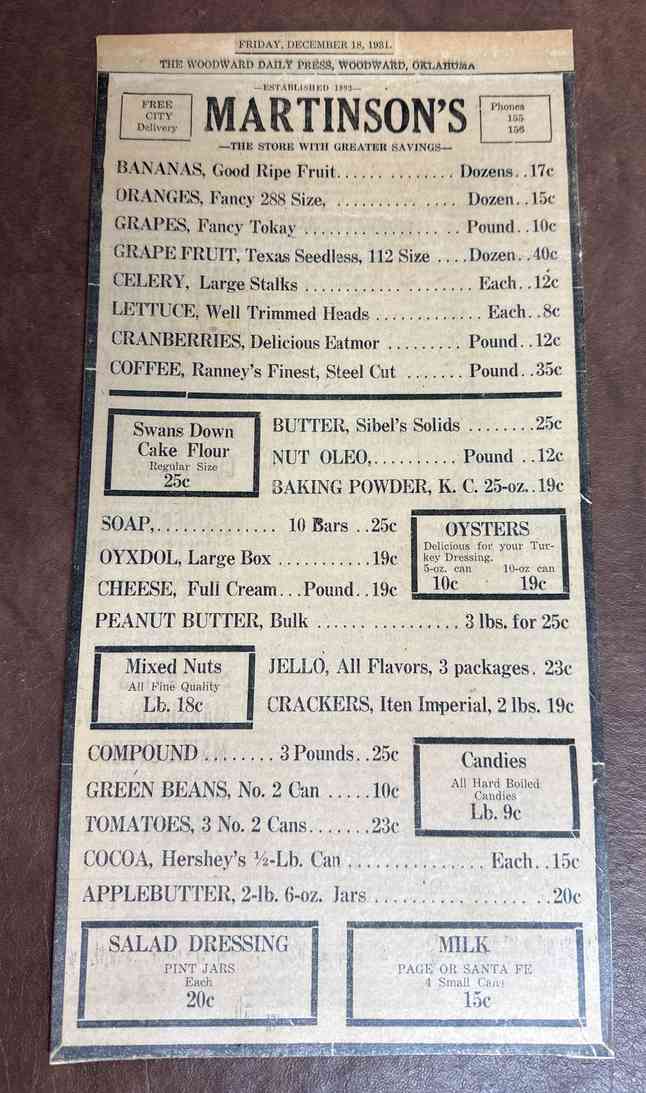 FRIDAY, DECEMBER 18, 1931.
THE WOODWARD DAILY PRESS, WOODWARD, OKLAHOMA
—ESTABLISHED 1893—
FREE
CITY
Delivery
MARTINSON'S
Phones
155
156
—THE STORE WITH GREATER SAVINGS—
BANANAS, Good Ripe Fruit............ Dozens..17c
ORANGES, Fancy 288 Size, ............. Dozen..15c
GRAPES, Fancy Tokay .................. Pound..10c
GRAPE FRUIT, Texas Seedless, 112 Size ....Dozen..40c
CELERY, Large Stalks ...................... Each..12c
LETTUCE, Well Trimmed Heads ............. Each..8c
CRANBERRIES, Delicious Eatmor ......... Pound..12c
COFFEE, Ranney's Finest, Steel Cut ....... Pound..35c
Swans Down
Cake Flour
Regular Size
25c
BUTTER, Sibel's Solids ........25c
NUT OLEO,.......... Pound ..12c
BAKING POWDER, K. C. 25-oz..19c
SOAP,.............. 10 Bars ..25c
OYXDOL, Large Box ..........19c
CHEESE, Full Cream...Pound..19c
OYSTERS
Delicious for your Tur-
key Dressing.
5-oz. can 10-oz can
10c 19c
PEANUT BUTTER, Bulk ................. 3 lbs. for 25c
Mixed Nuts
All Fine Quality
Lb. 18c
JELLO, All Flavors, 3 packages. 23c
CRACKERS, Iten Imperial, 2 lbs. 19c
COMPOUND ........ 3 Pounds..25c
GREEN BEANS, No. 2 Can .....10c
TOMATOES, 3 No. 2 Cans.......23c
Candies
All Hard Boiled
Candies
Lb. 9c
COCOA, Hershey's ½-Lb. Can ................ Each..15c
APPLEBUTTER, 2-lb. 6-oz. Jars ....................20c
SALAD DRESSING
PINT JARS
Each
20c
MILK
PAGE OR SANTA FE
4 Small Cans
15c